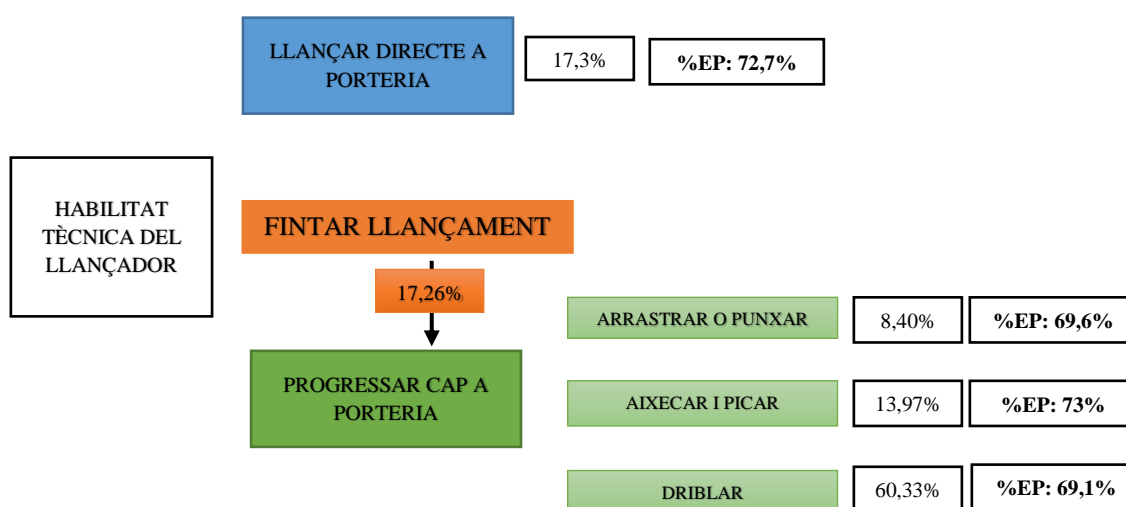 LLANÇAR DIRECTE A
PORTERIA
17,3%
%EP: 72,7%
HABILITAT
TÈCNICA DEL
LLANÇADOR
FINTAR LLANÇAMENT
17,26%
PROGRESSAR CAP A
PORTERIA
ARRASTRAR O PUNXAR
8,40%
%EP: 69,6%
AIXECAR I PICAR
13,97%
%EP: 73%
DRIBLAR
60,33%
%EP: 69,1%